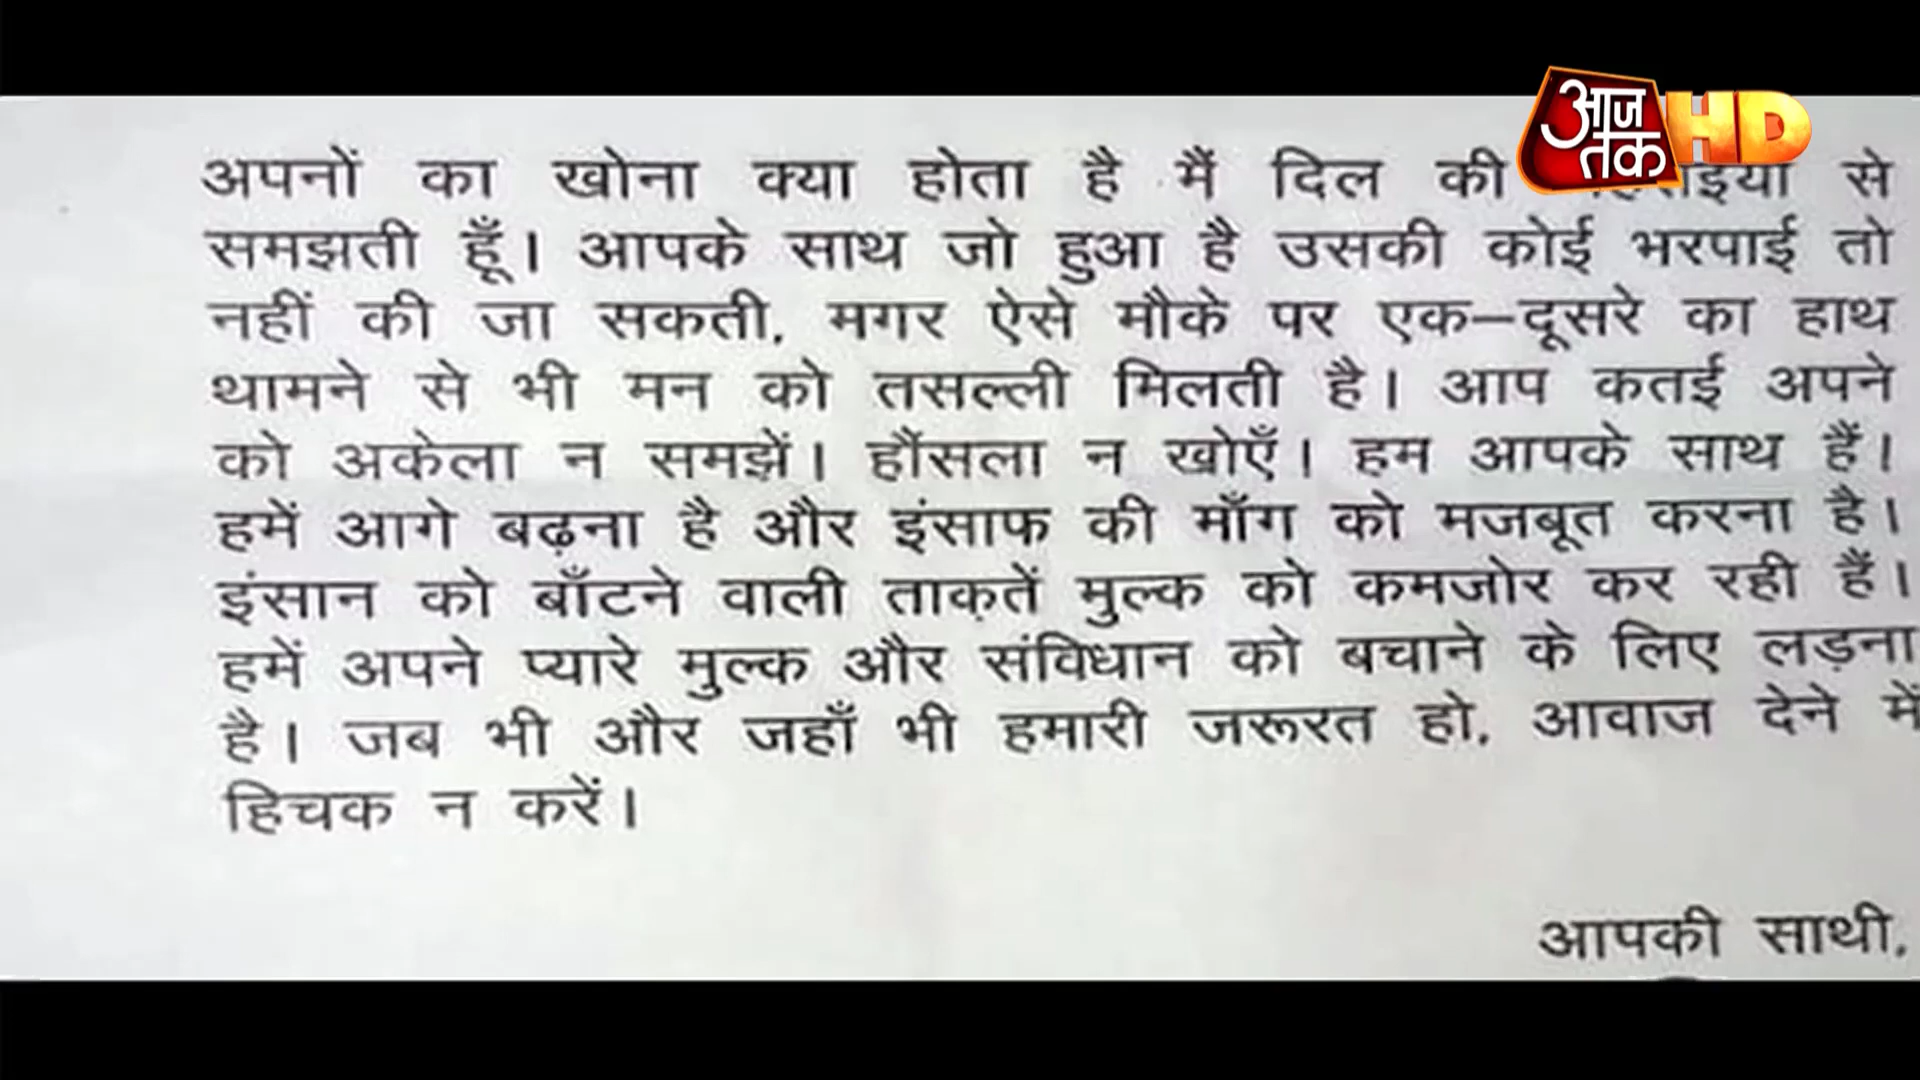 आज तक HD
अपनों का खोना क्या होता है मैं दिल की से
समझती हूँ। आपके साथ जो हुआ है उसकी कोई भरपाई तो
नहीं की जा सकती, मगर ऐसे मौके पर एक–दूसरे का हाथ
थामने से भी मन को तसल्ली मिलती है। आप कतई अपने
को अकेला न समझें। हौंसला न खोएँ। हम आपके साथ हैं।
हमें आगे बढ़ना है और इंसाफ की माँग को मजबूत करना है।
इंसान को बाँटने वाली ताक़तें मुल्क को कमजोर कर रही हैं।
हमें अपने प्यारे मुल्क और संविधान को बचाने के लिए लड़ना
है। जब भी और जहाँ भी हमारी जरूरत हो, आवाज देने में
हिचक न करें।
आपकी साथी,